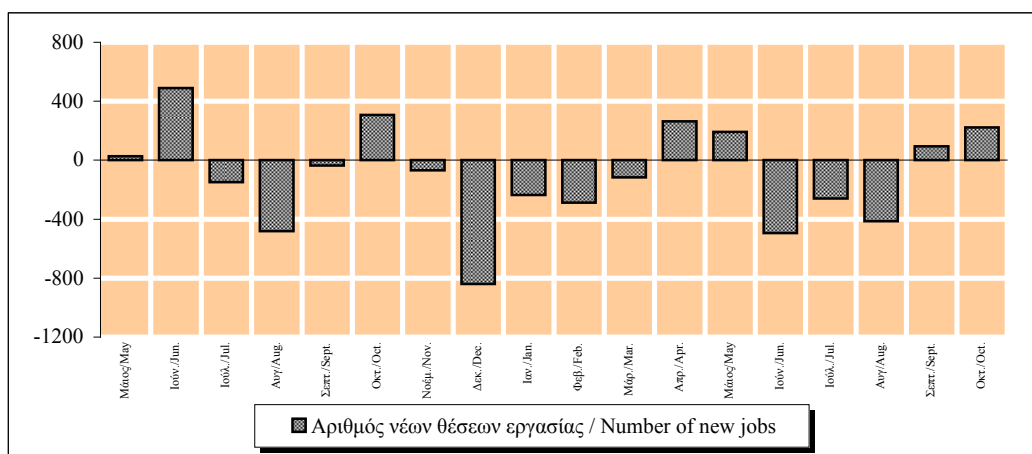 800
400
0
-400
-800
-1200
Μάιος/May
Ιούν./Jun.
Ιούλ./Jul.
Αυγ/Aug.
Σεπτ./Sept.
Οκτ./Oct.
Νοέμ./Nov.
Δεκ./Dec.
Ιαν./Jan.
Φεβ./Feb.
Μάρ./Mar.
Απρ./Apr.
Μάιος/May
Ιούν./Jun.
Ιούλ./Jul.
Αυγ/Aug.
Σεπτ./Sept.
Οκτ./Oct.
Αριθμός νέων θέσεων εργασίας / Number of new jobs